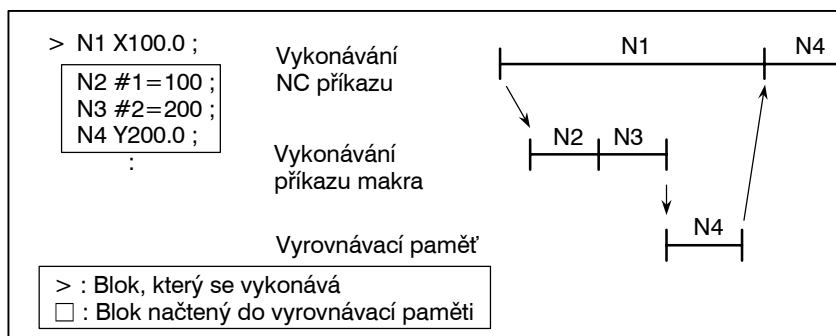 > N1 X100.0 ;
N2 #1=100 ;
N3 #2=200 ;
N4 Y200.0 ;
:
Vykonávání
NC příkazu
N1
N4
Vykonávání
příkazu makra
N2
N3
Vyrovnávací paměť
N4
> : Blok, který se vykonává
□ : Blok načtený do vyrovnávací paměti